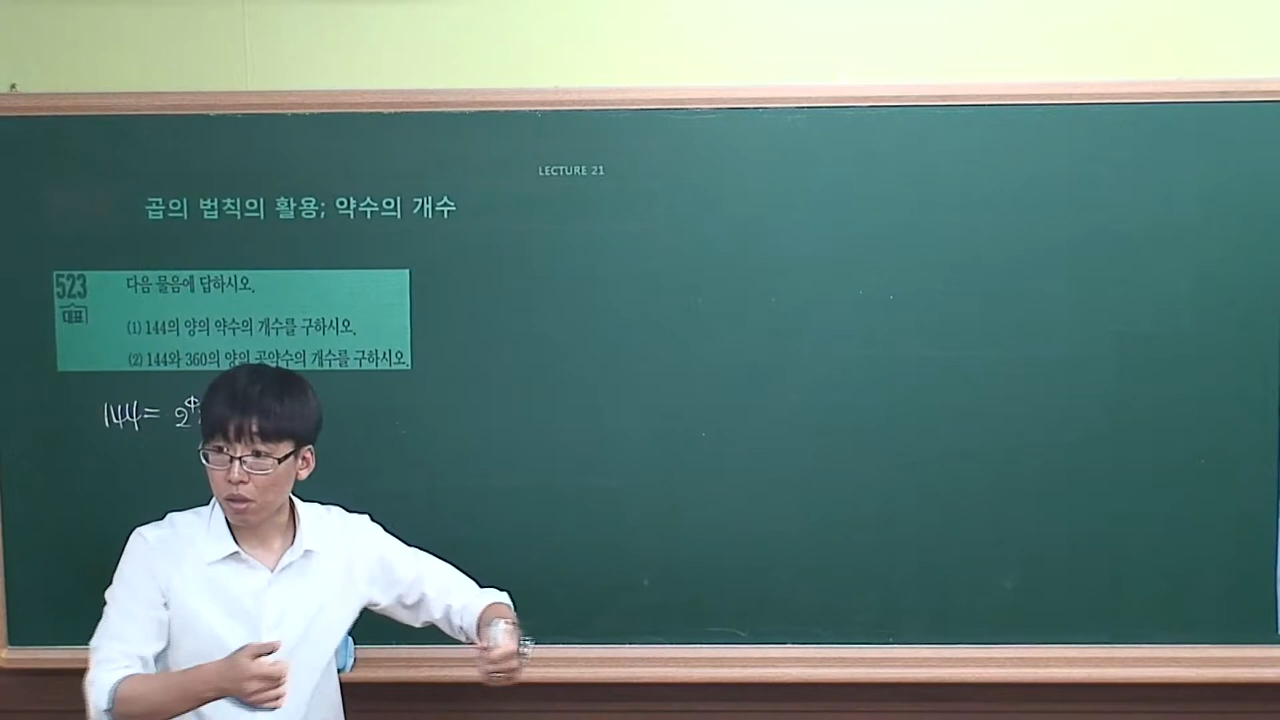 LECTURE 21
곱의 법칙의 활용; 약수의 개수
523
대표
다음 물음에 답하시오.
(1) 144의 양의 약수의 개수를 구하시오.
(2) 144와 360의 양의 공약수의 개수를 구하시오.
144= 2⁴